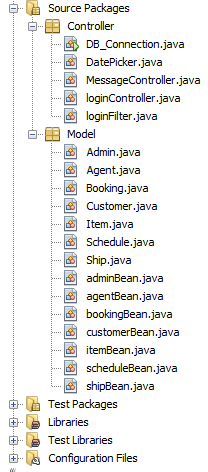 Source Packages
Controller
DB_Connection.java
DatePicker.java
MessageController.java
loginController.java
loginFilter.java
Model
Admin.java
Agent.java
Booking.java
Customer.java
Item.java
Schedule.java
Ship.java
adminBean.java
agentBean.java
bookingBean.java
customerBean.java
itemBean.java
scheduleBean.java
shipBean.java
Test Packages
Libraries
Test Libraries
Configuration Files